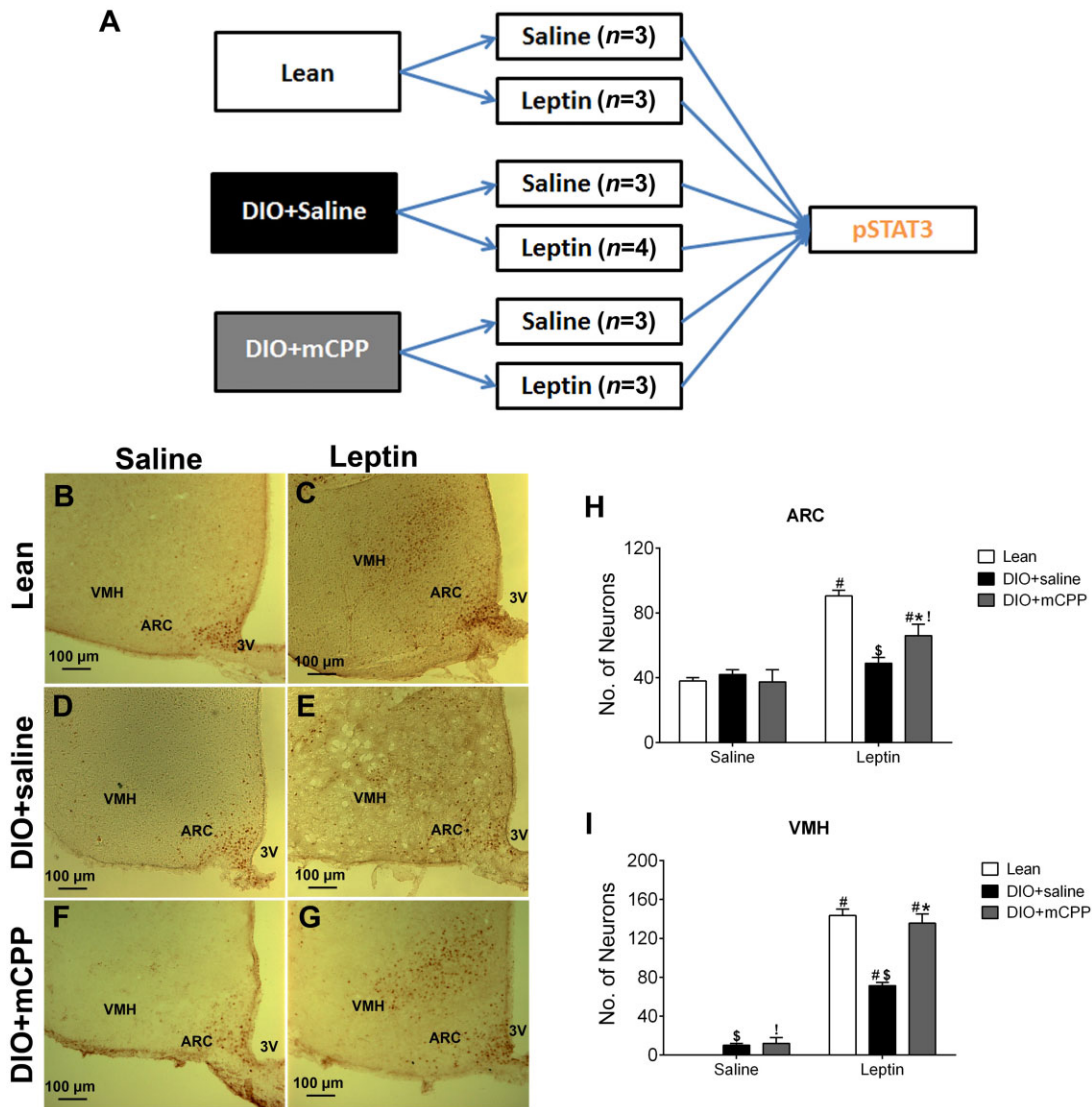 A
Lean
Saline (n=3)
Leptin (n=3)
DIO+Saline
Saline (n=3)
Leptin (n=4)
DIO+mCPP
Saline (n=3)
Leptin (n=3)
pSTAT3
Saline
Leptin
Lean
B
VMH
ARC
3V
100 µm
C
VMH
ARC
3V
100 µm
DIO+saline
D
VMH
ARC
3V
100 µm
E
VMH
ARC
3V
100 µm
DIO+mCPP
F
VMH
ARC
3V
100 µm
G
VMH
ARC
3V
100 µm
H
ARC
No. of Neurons
120
80
40
0
#
$
#*!
Saline
Leptin
Lean
DIO+saline
DIO+mCPP
I
VMH
No. of Neurons
200
160
120
80
40
0
$
!
#
#$
#*
Saline
Leptin
Lean
DIO+saline
DIO+mCPP